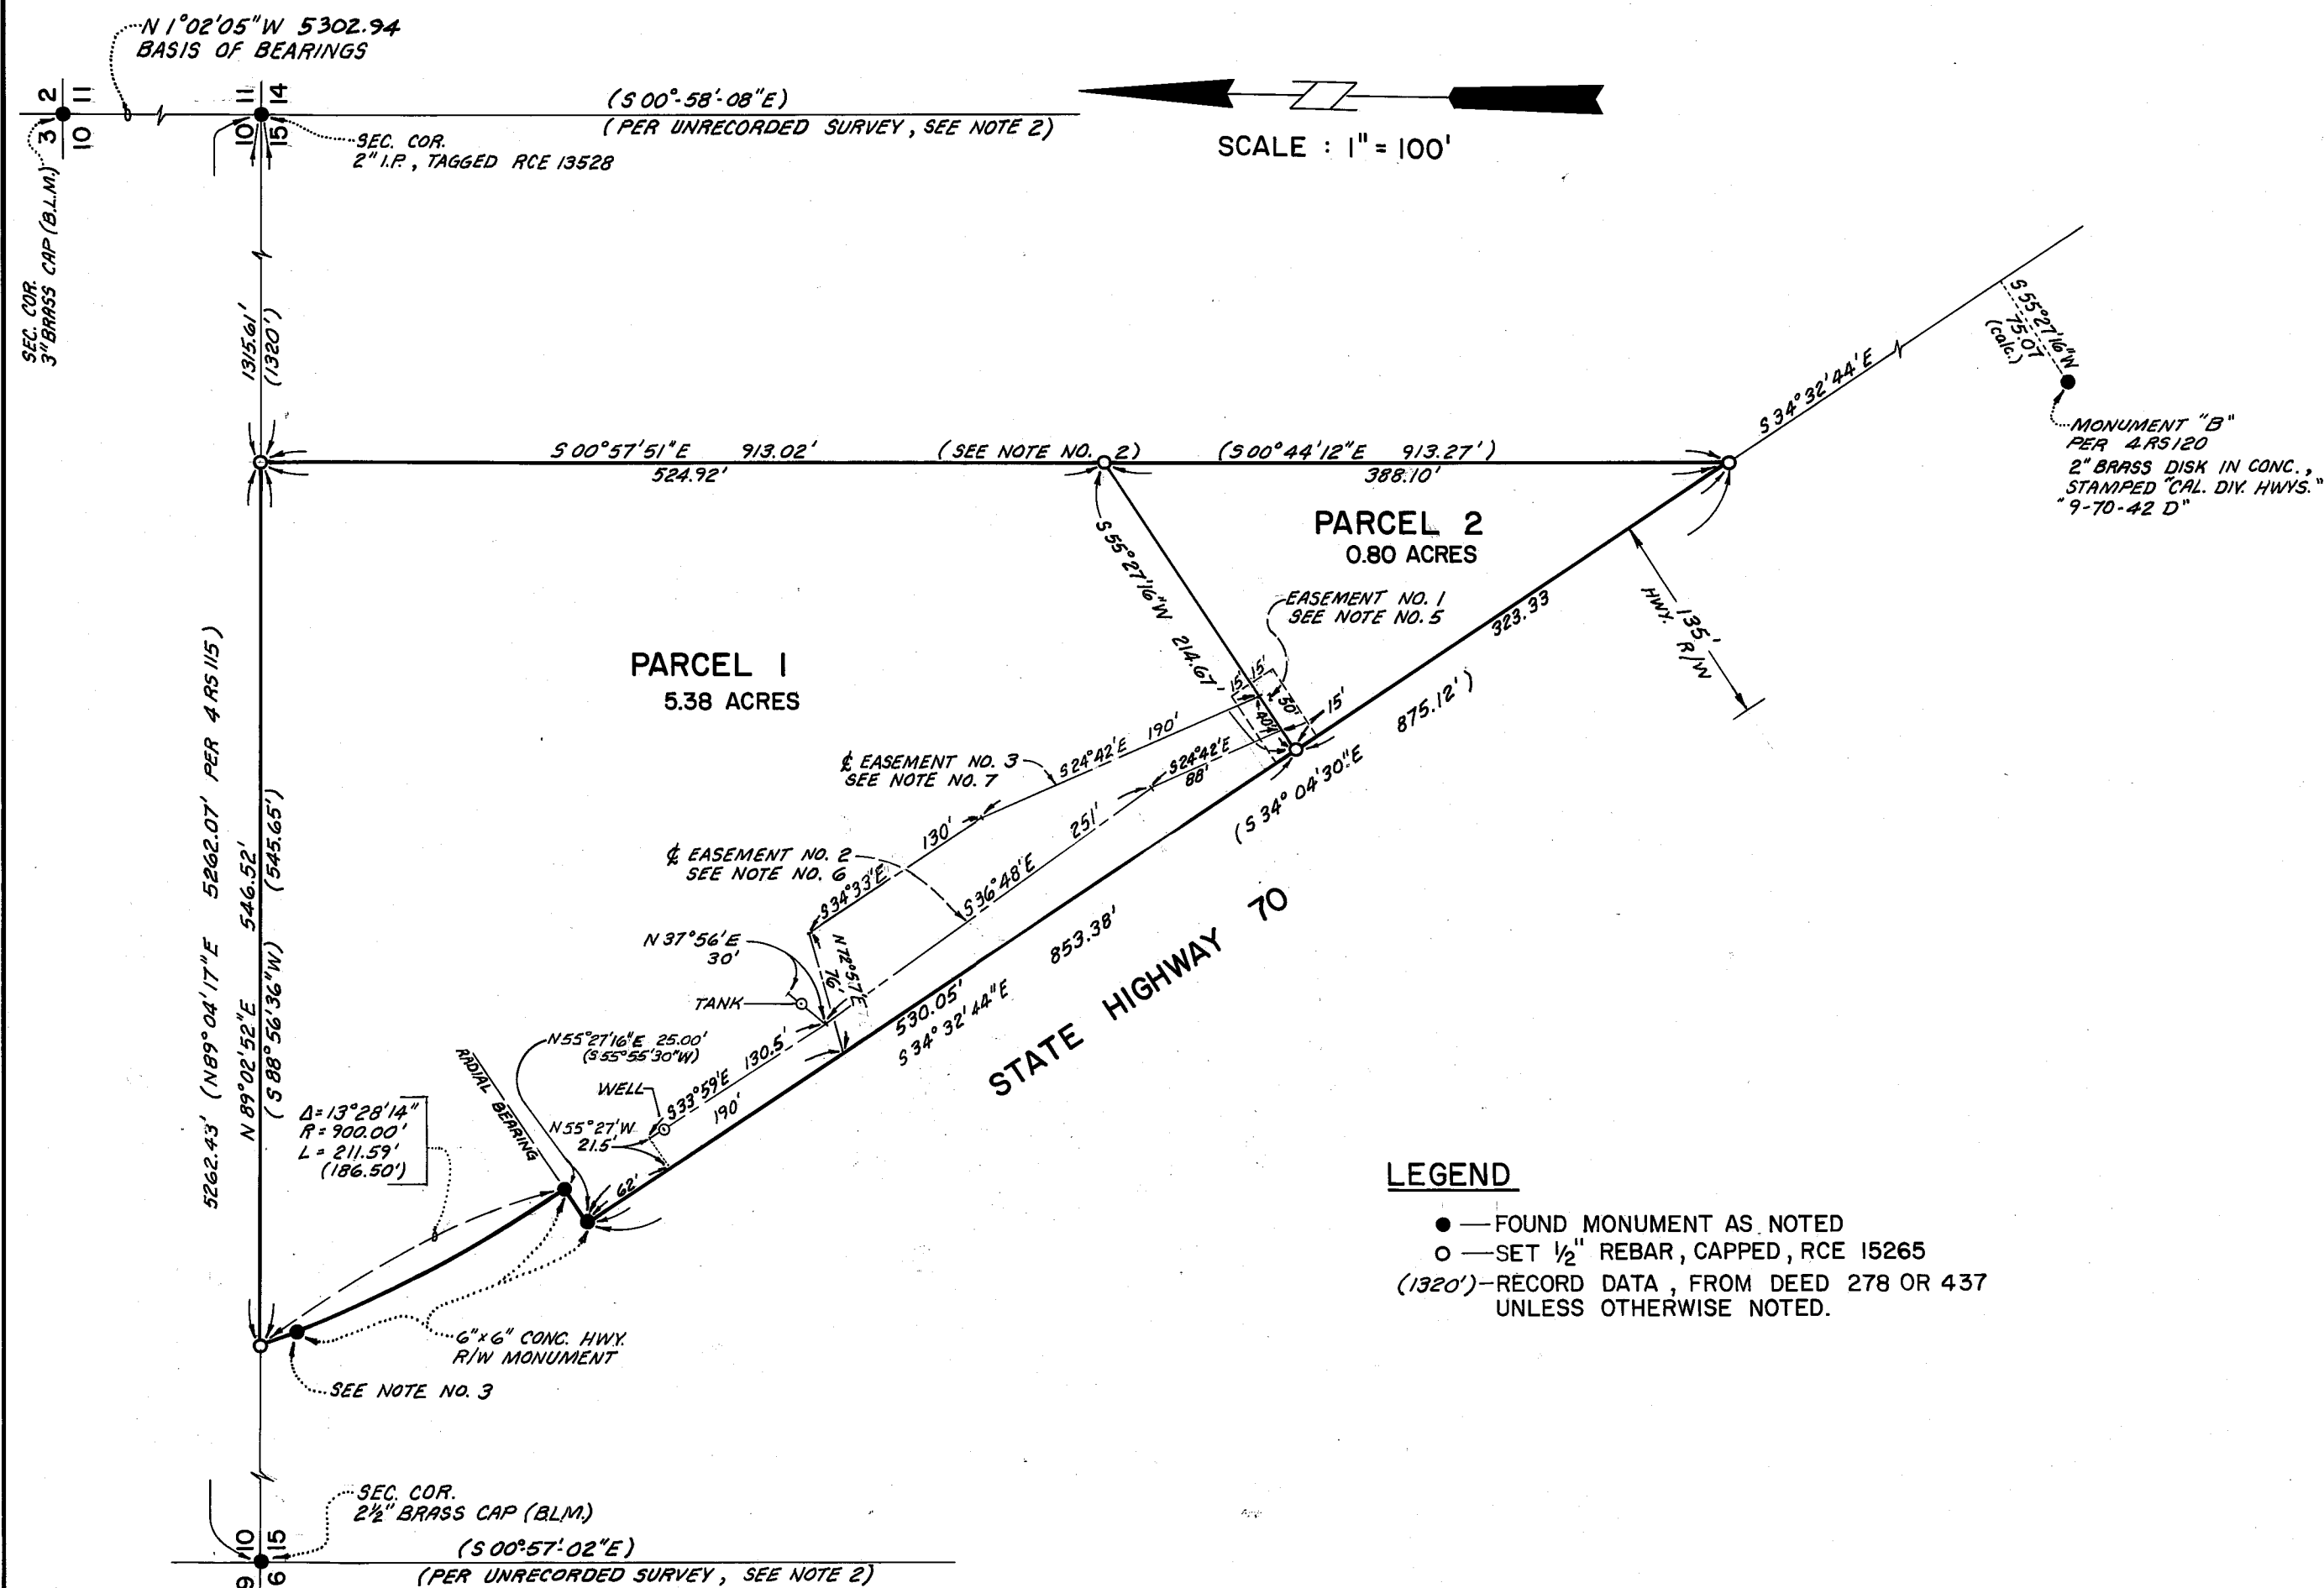 N 1°02'05"W 5302.94
BASIS OF BEARINGS
2 11
3 10
11 14
10 15
(S 00°-58'-08"E)
(PER UNRECORDED SURVEY, SEE NOTE 2)
SEC. COR.
2" I.P., TAGGED RCE 13528
SEC. COR.
3" BRASS CAP (B.L.M.)
SCALE : 1" = 100'
1315.61'
(1320')
S 00°57'51"E 913.02' (SEE NOTE NO. 2) (S 00°44'12"E 913.27')
524.92'
388.10'
S 34°32'44"E
S 55°27'16"W
75.07
(calc.)
MONUMENT "B"
PER 4 RS 120
2" BRASS DISK IN CONC.,
STAMPED "CAL. DIV. HWYS."
"9-70-42 D"
PARCEL 2
0.80 ACRES
S 55°27'16"W 214.67
EASEMENT NO. 1
SEE NOTE NO. 5
15'
15'
50'
40'
15'
323.33
135'
HWY. R/W
(S 34° 04'30"E 875.12')
PARCEL 1
5.38 ACRES
℄ EASEMENT NO. 3
SEE NOTE NO. 7
S24°42'E 190'
S24°42'E
88'
130'
S34°33'E
℄ EASEMENT NO. 2
SEE NOTE NO. 6
S36°48'E 251'
N 37°56'E
30'
N72°57'E
76'
TANK
530.05'
S 34° 32' 44"E
853.38'
STATE HIGHWAY 70
N55°27'16"E 25.00'
(S55°55'30"W)
WELL
S33°59'E 130.5'
190'
N55°27'W
21.5'
62'
RADIAL BEARING
Δ = 13°28'14"
R = 900.00'
L = 211.59'
(186.50')
5262.43' (N89°04'17"E 5262.07' PER 4 RS 115)
N 89°02'52"E 546.52'
(S 88°56'36"W) (545.65')
6"x6" CONC. HWY.
R/W MONUMENT
SEE NOTE NO. 3
LEGEND
FOUND MONUMENT AS NOTED
SET 1/2" REBAR, CAPPED, RCE 15265
(1320')-RECORD DATA, FROM DEED 278 OR 437
UNLESS OTHERWISE NOTED.
SEC. COR.
2½" BRASS CAP (BLM.)
10 15
9
(S 00°-57'-02"E)
(PER UNRECORDED SURVEY, SEE NOTE 2)